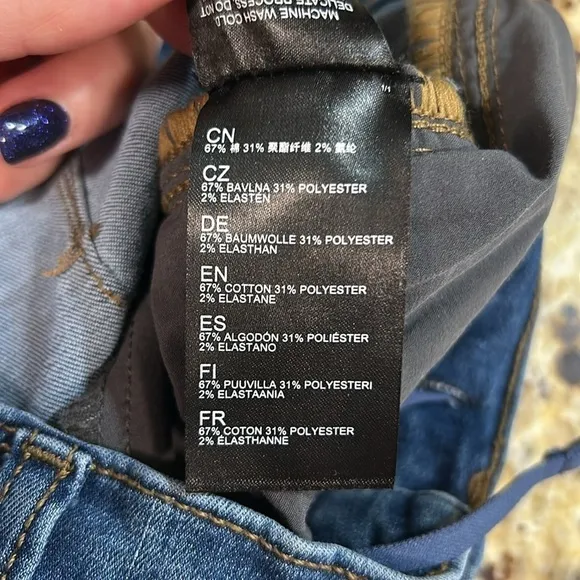 MACHINE WASH COLD
DELICATE PROCESS, DO NOT
1/1
CN
67% 棉 31% 聚酯纤维 2% 氨纶
CZ
67% BAVLNA 31% POLYESTER
2% ELASTÉN
DE
67% BAUMWOLLE 31% POLYESTER
2% ELASTHAN
EN
67% COTTON 31% POLYESTER
2% ELASTANE
ES
67% ALGODÓN 31% POLIÉSTER
2% ELASTANO
FI
67% PUUVILLA 31% POLYESTERI
2% ELASTAANIA
FR
67% COTON 31% POLYESTER
2% ÉLASTHANNE